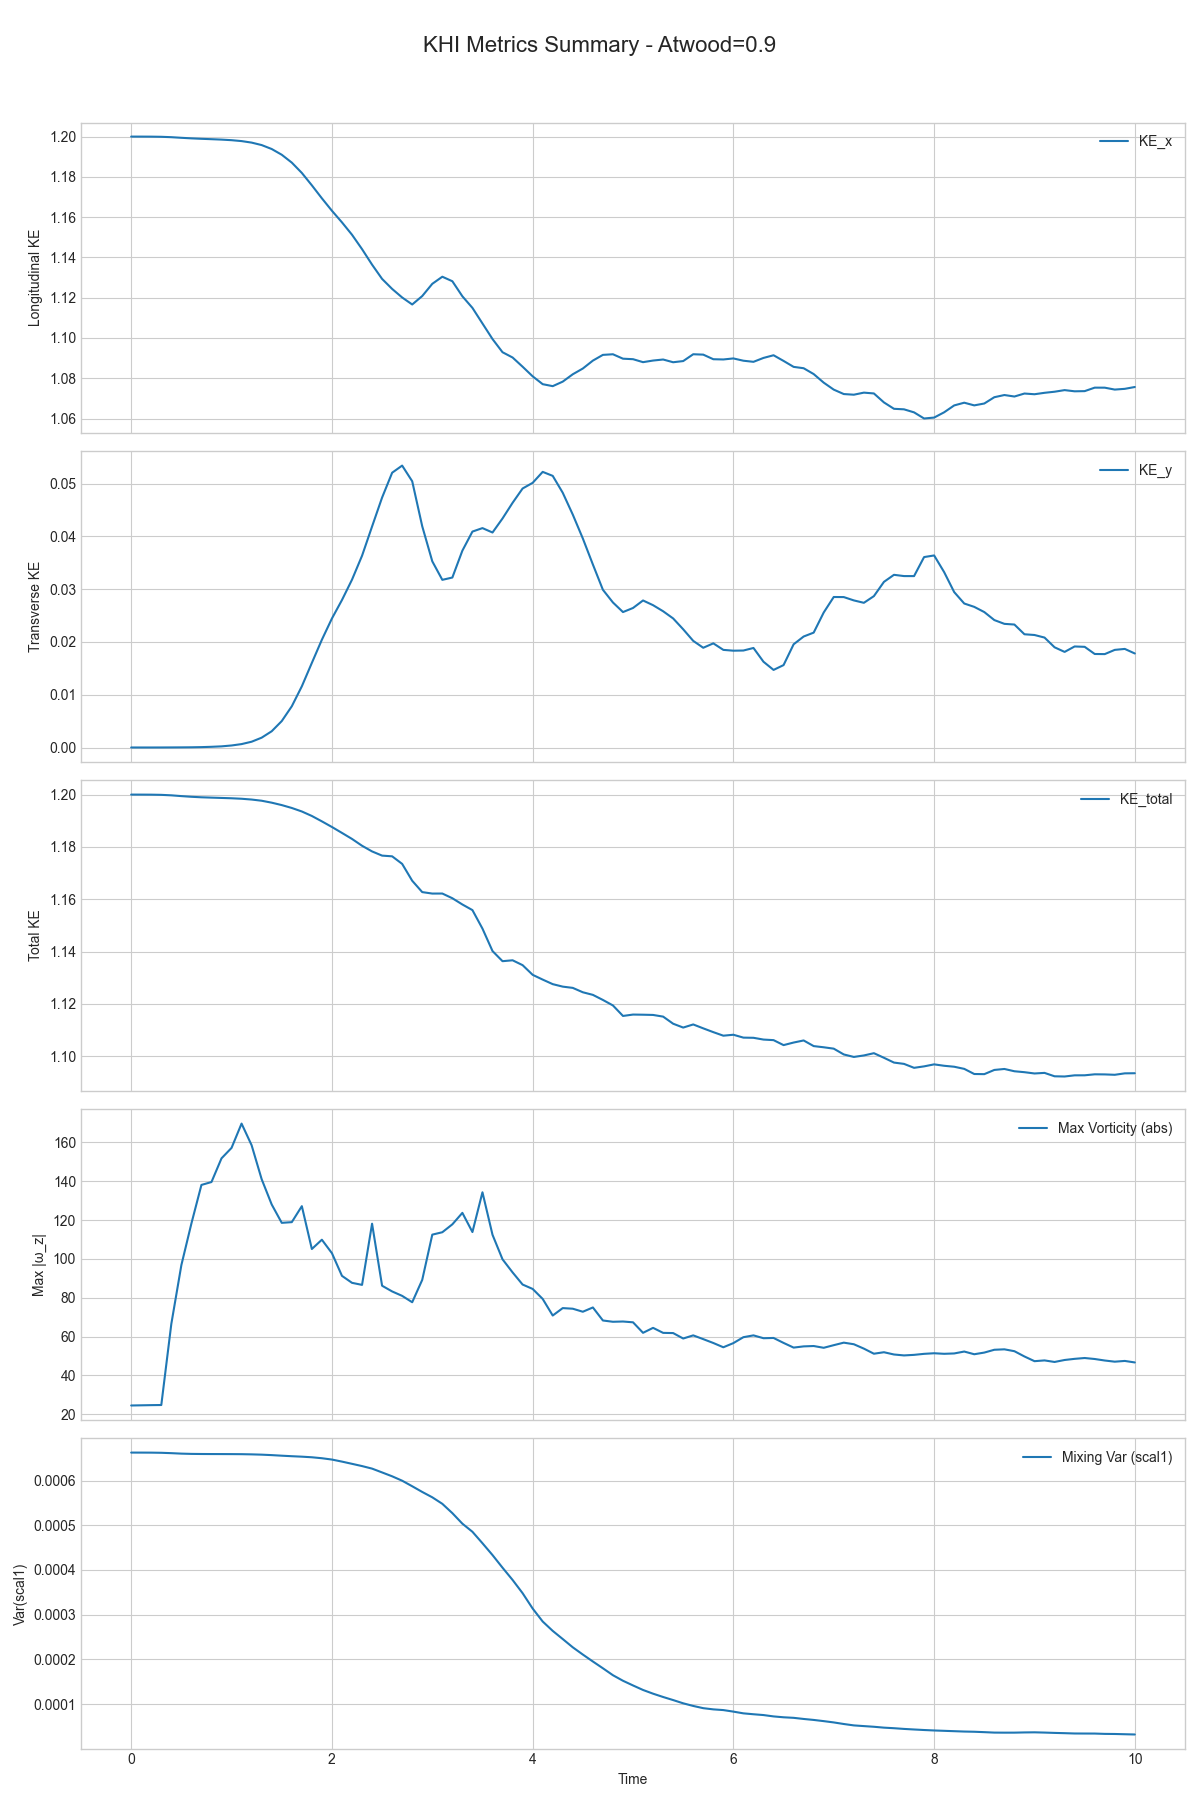 KHI Metrics Summary - Atwood=0.9
1.20
1.18
1.16
1.14
1.12
1.10
1.08
1.06
Longitudinal KE
KE_x
0.05
0.04
0.03
0.02
0.01
0.00
Transverse KE
KE_y
1.20
1.18
1.16
1.14
1.12
1.10
Total KE
KE_total
160
140
120
100
80
60
40
20
Max |ω_z|
Max Vorticity (abs)
0.0006
0.0005
0.0004
0.0003
0.0002
0.0001
Var(scal1)
Mixing Var (scal1)
0 2 4 6 8 10
Time